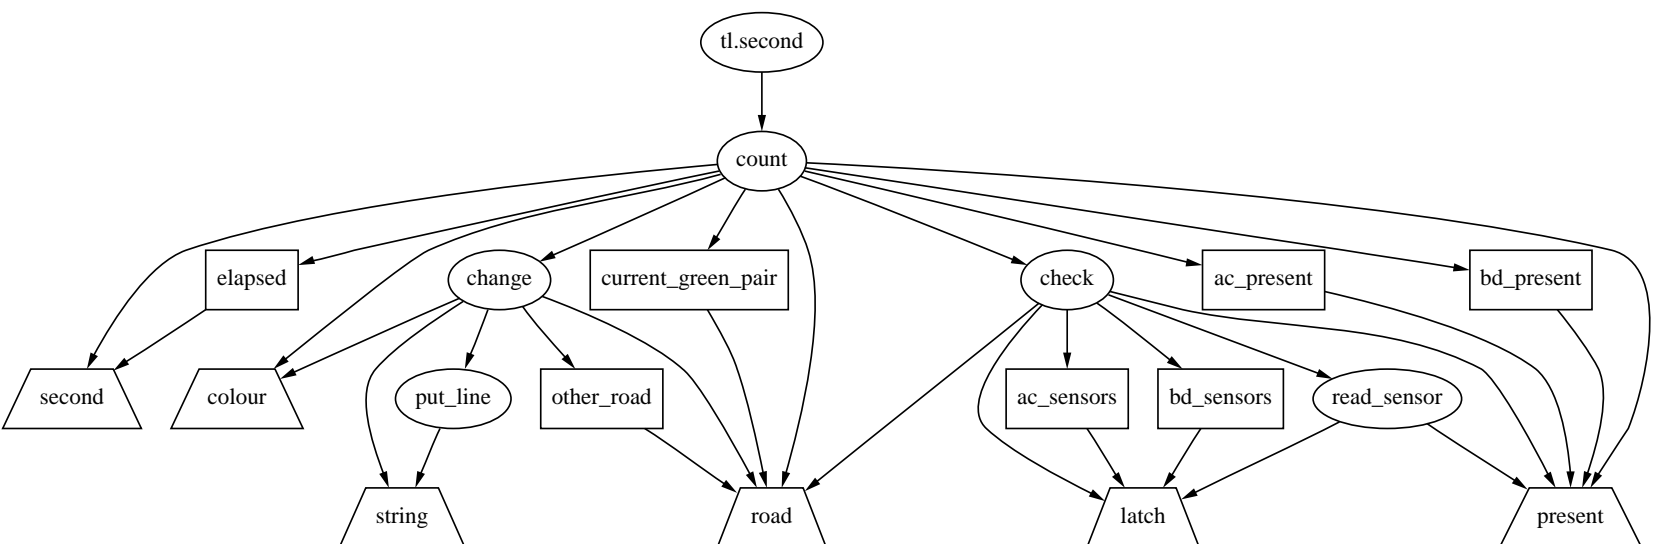 tl.second
count
elapsed
change
current_green_pair
check
ac_present
bd_present
second
colour
put_line
other_road
ac_sensors
bd_sensors
read_sensor
string
road
latch
present